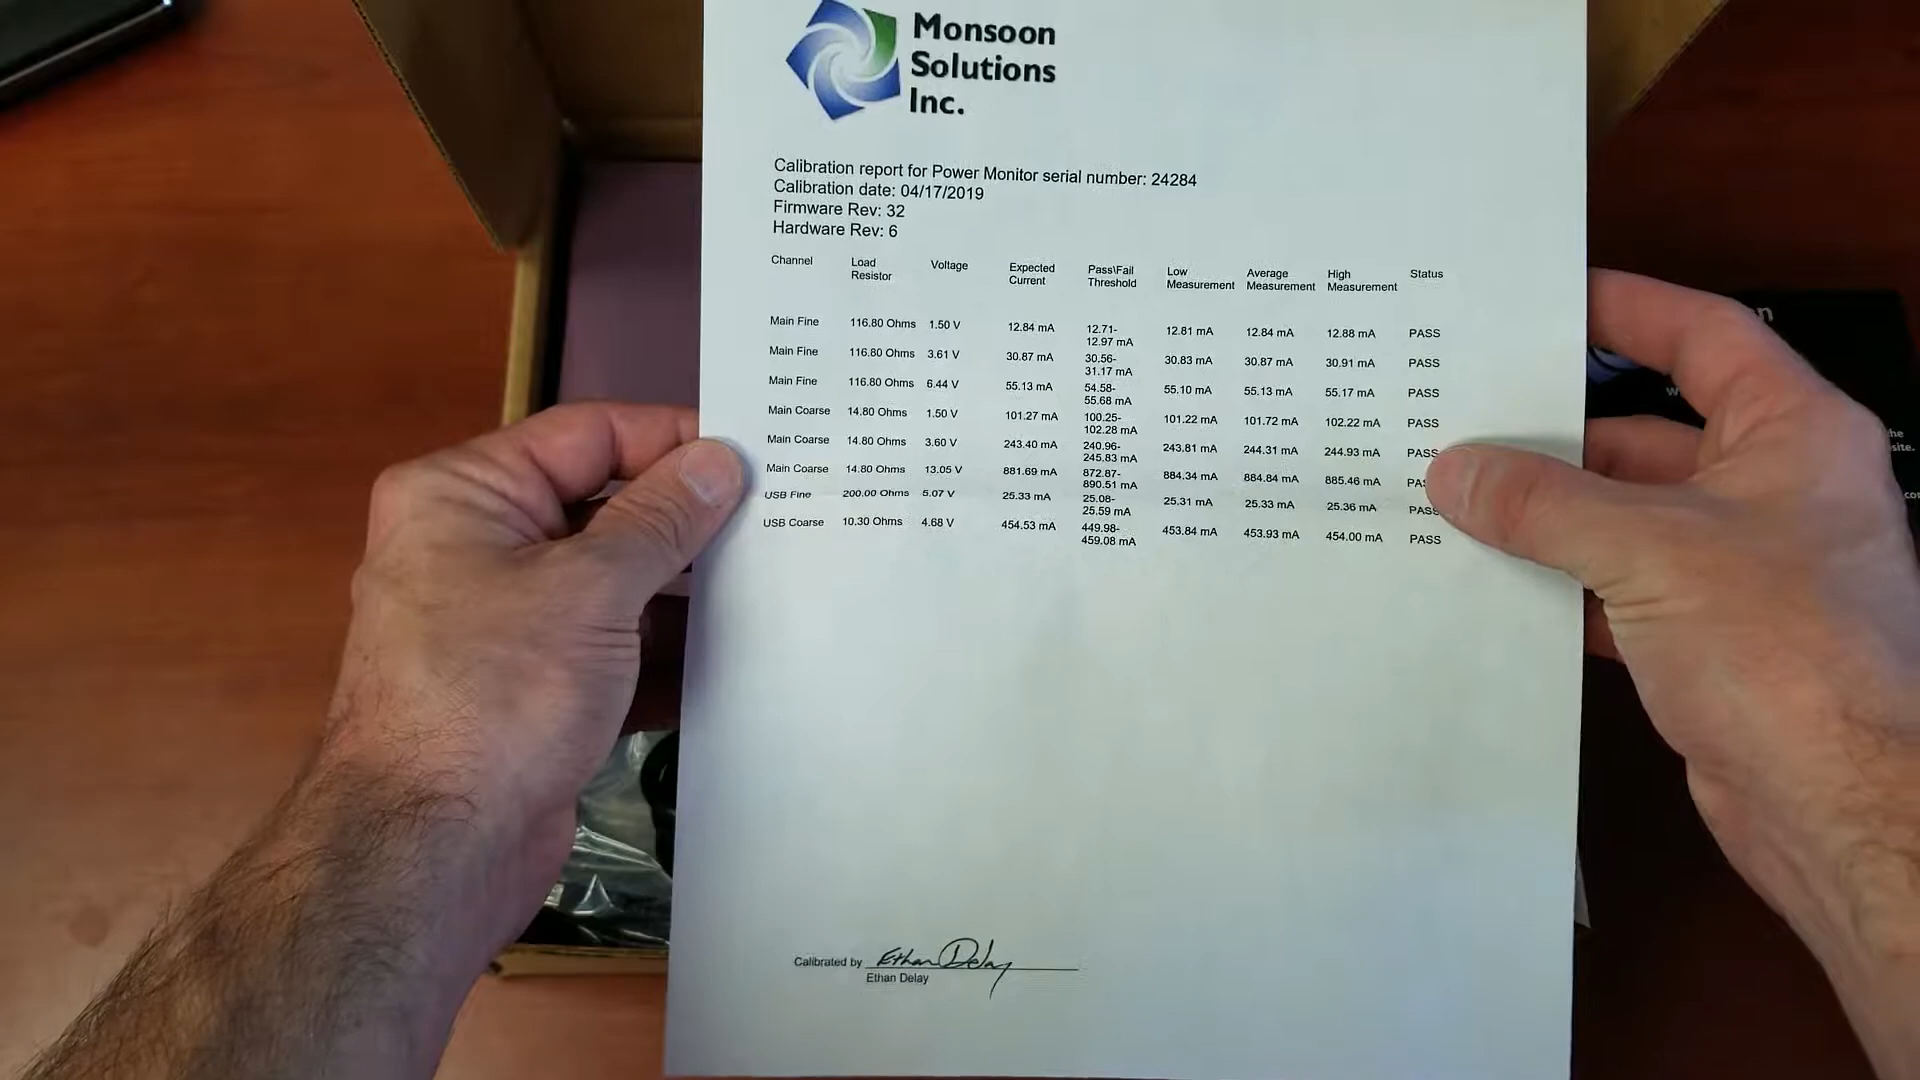 Monsoon
Solutions
Inc.
Calibration report for Power Monitor serial number: 24284
Calibration date: 04/17/2019
Firmware Rev: 32
Hardware Rev: 6
Channel Load Resistor Voltage Expected Current Pass\Fail Threshold Low Measurement Average Measurement High Measurement Status
Main Fine 116.80 Ohms 1.50 V 12.84 mA 12.71-12.97 mA 12.81 mA 12.84 mA 12.88 mA PASS
Main Fine 116.80 Ohms 3.61 V 30.87 mA 30.56-31.17 mA 30.83 mA 30.87 mA 30.91 mA PASS
Main Fine 116.80 Ohms 6.44 V 55.13 mA 54.58-55.68 mA 55.10 mA 55.13 mA 55.17 mA PASS
Main Coarse 14.80 Ohms 1.50 V 101.27 mA 100.25-102.28 mA 101.22 mA 101.72 mA 102.22 mA PASS
Main Coarse 14.80 Ohms 3.60 V 243.40 mA 240.96-245.83 mA 243.81 mA 244.31 mA 244.93 mA PASS
Main Coarse 14.80 Ohms 13.05 V 881.69 mA 872.87-890.51 mA 884.34 mA 884.84 mA 885.46 mA PAS
USB Fine 200.00 Ohms 5.07 V 25.33 mA 25.08-25.59 mA 25.31 mA 25.33 mA 25.36 mA PASS
USB Coarse 10.30 Ohms 4.68 V 454.53 mA 449.98-459.08 mA 453.84 mA 453.93 mA 454.00 mA PASS
Calibrated by Ethan Delay
Ethan Delay